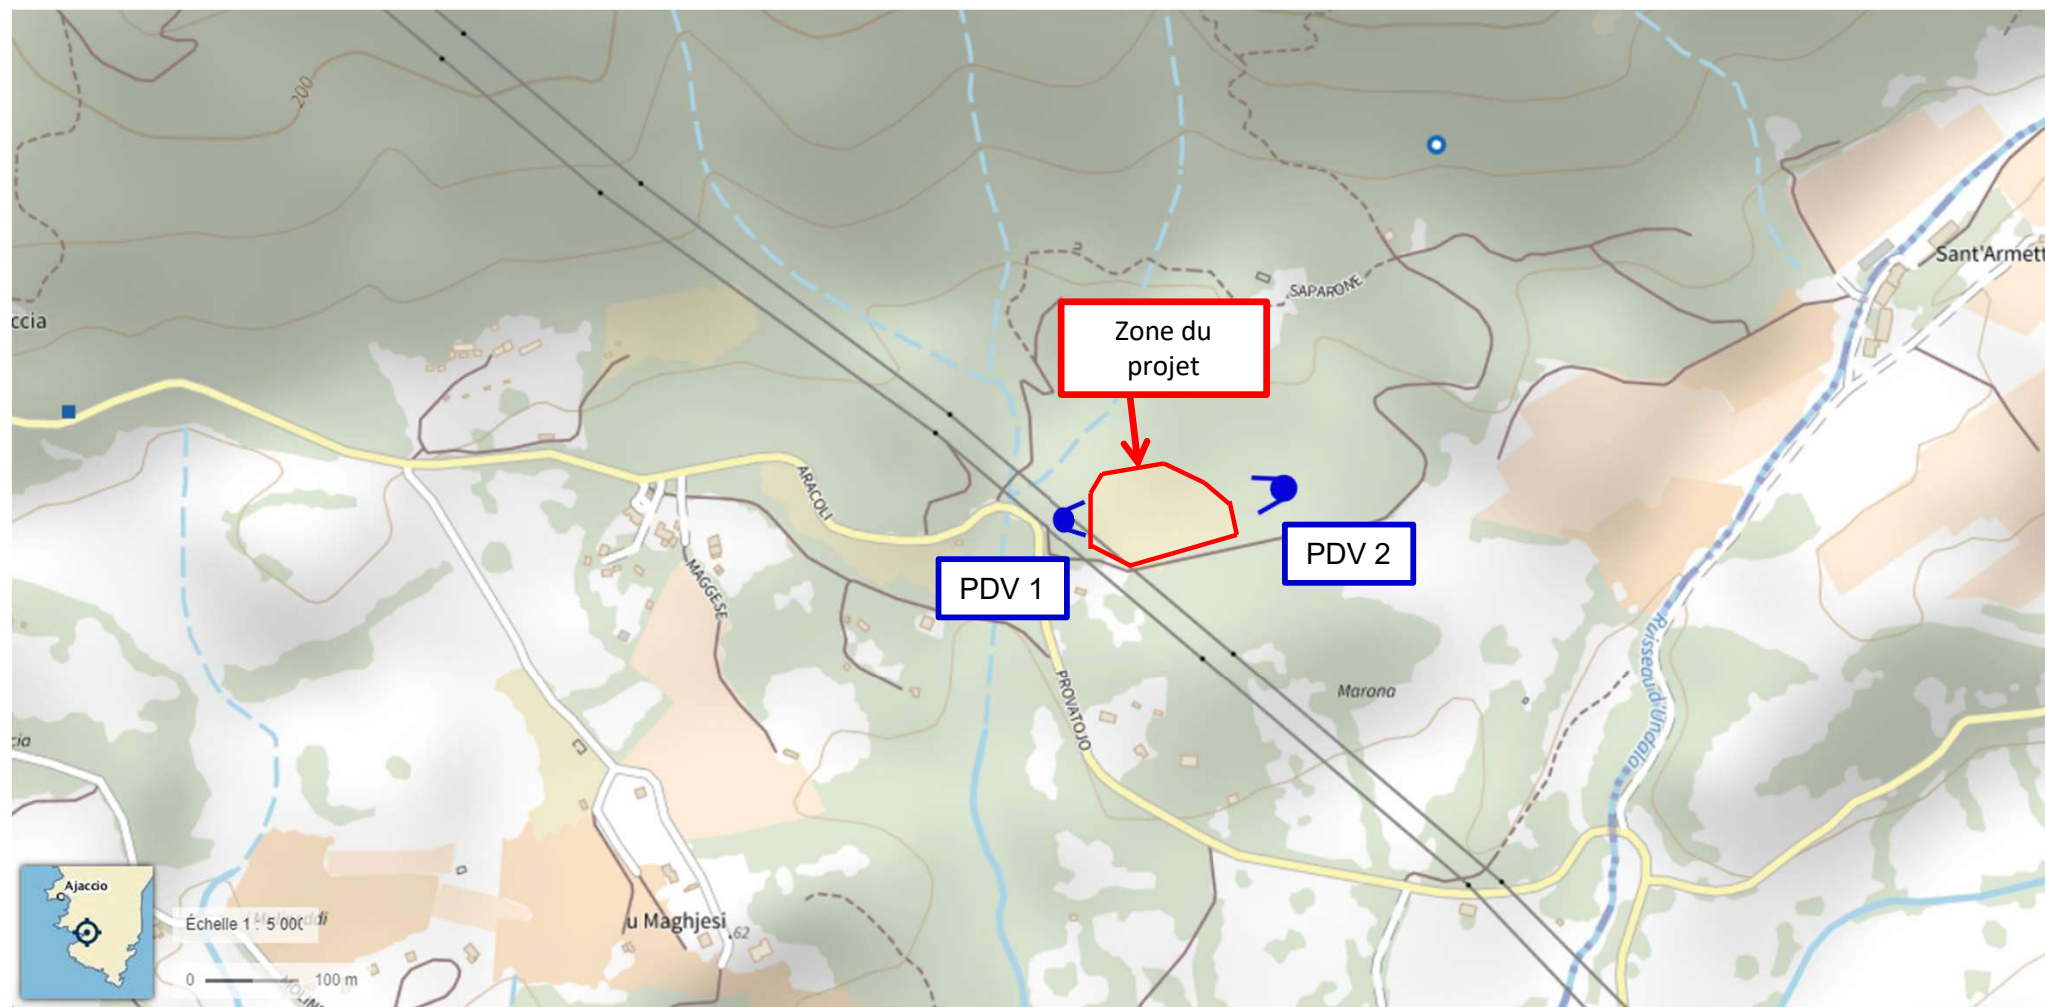 200
Sant'Armett
SAPARONE
ccia
Zone du
projet
ARACOLI
PDV 1
PDV 2
MAGGESE
Ruisseau d'Undala
Marona
PROVATOJO
cia
Ajaccio
Échelle 1 : 5 000
u Maghjesi
62
0
100 m